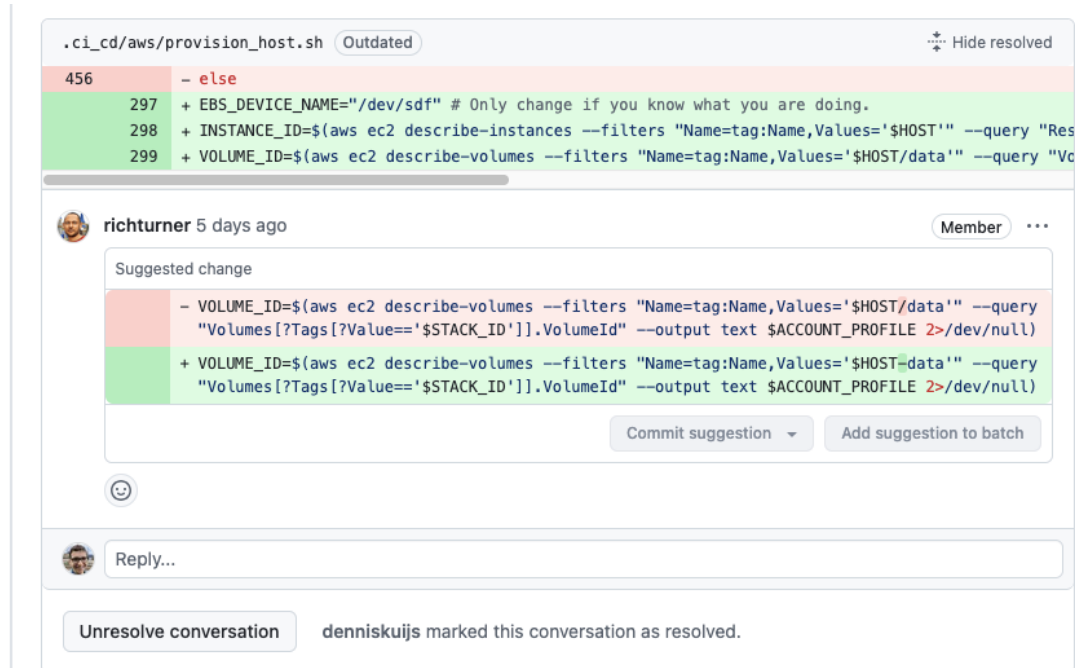 .ci_cd/aws/provision_host.sh Outdated Hide resolved
456 - else
297 + EBS_DEVICE_NAME="/dev/sdf" # Only change if you know what you are doing.
298 + INSTANCE_ID=$(aws ec2 describe-instances --filters "Name=tag:Name,Values='$HOST'" --query "Res
299 + VOLUME_ID=$(aws ec2 describe-volumes --filters "Name=tag:Name,Values='$HOST/data'" --query "Vo
richturner 5 days ago Member ...
Suggested change
- VOLUME_ID=$(aws ec2 describe-volumes --filters "Name=tag:Name,Values='$HOST/data'" --query
"Volumes[?Tags[?Value=='$STACK_ID']].VolumeId" --output text $ACCOUNT_PROFILE 2>/dev/null)
+ VOLUME_ID=$(aws ec2 describe-volumes --filters "Name=tag:Name,Values='$HOST-data'" --query
"Volumes[?Tags[?Value=='$STACK_ID']].VolumeId" --output text $ACCOUNT_PROFILE 2>/dev/null)
Commit suggestion Add suggestion to batch
Reply...
Unresolve conversation denniskuijs marked this conversation as resolved.